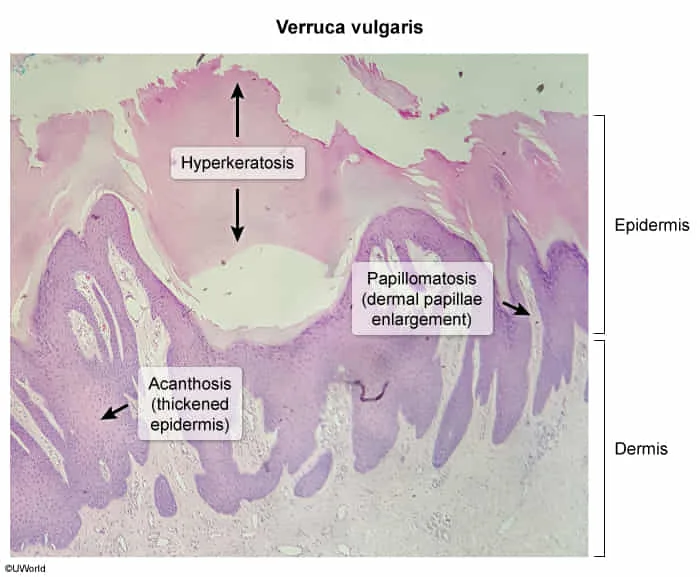 Verruca vulgaris
Hyperkeratosis
Epidermis
Papillomatosis
(dermal papillae
enlargement)
Acanthosis
(thickened
epidermis)
Dermis
©UWorld